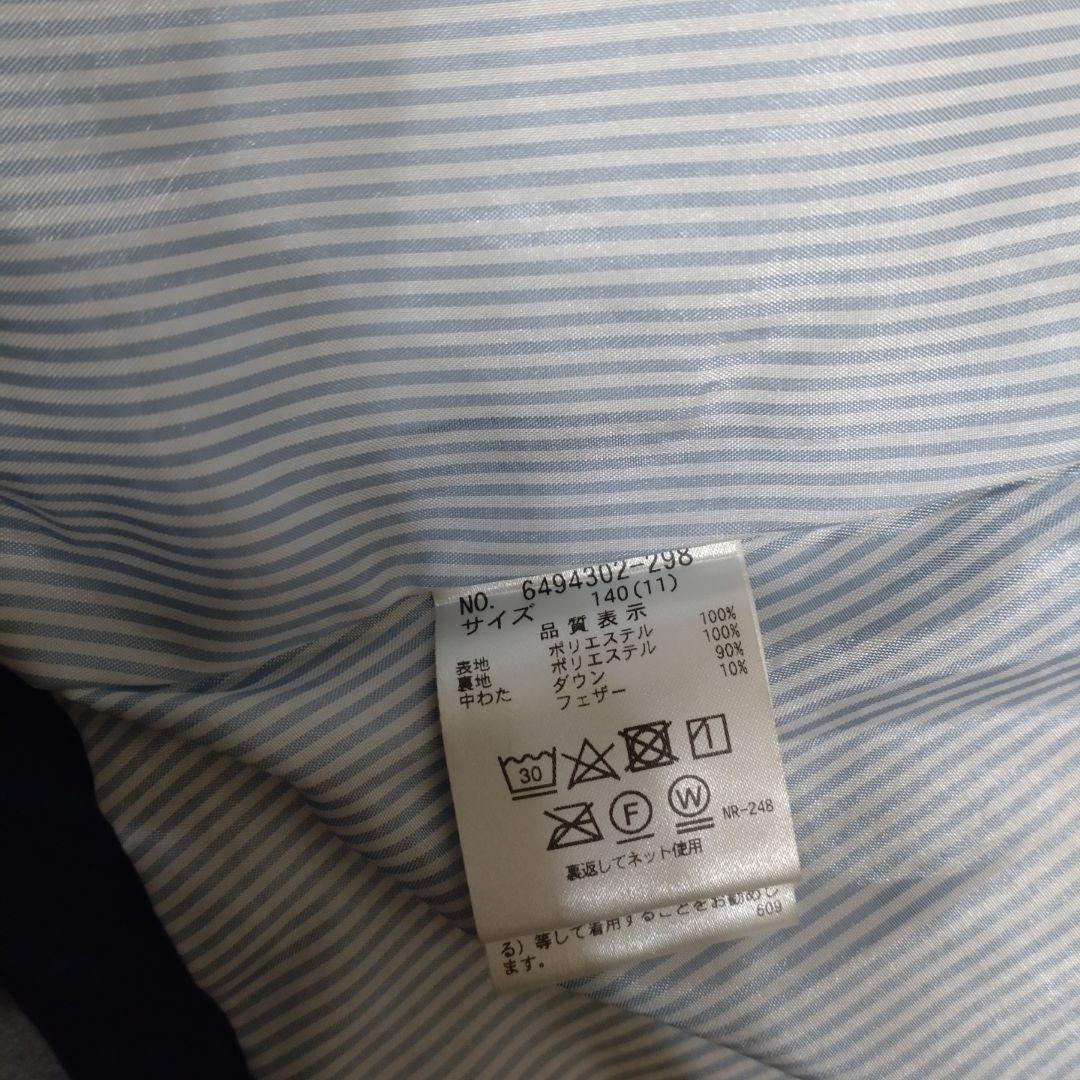 NO. 6494302-298
サイズ 140(11)
品質表示
表地 ポリエステル 100%
裏地 ポリエステル 100%
中わた ダウン 90%
フェザー 10%
30
F W NR-248
裏返してネット使用
る) 等して着用することをお勧めし
ます。 609